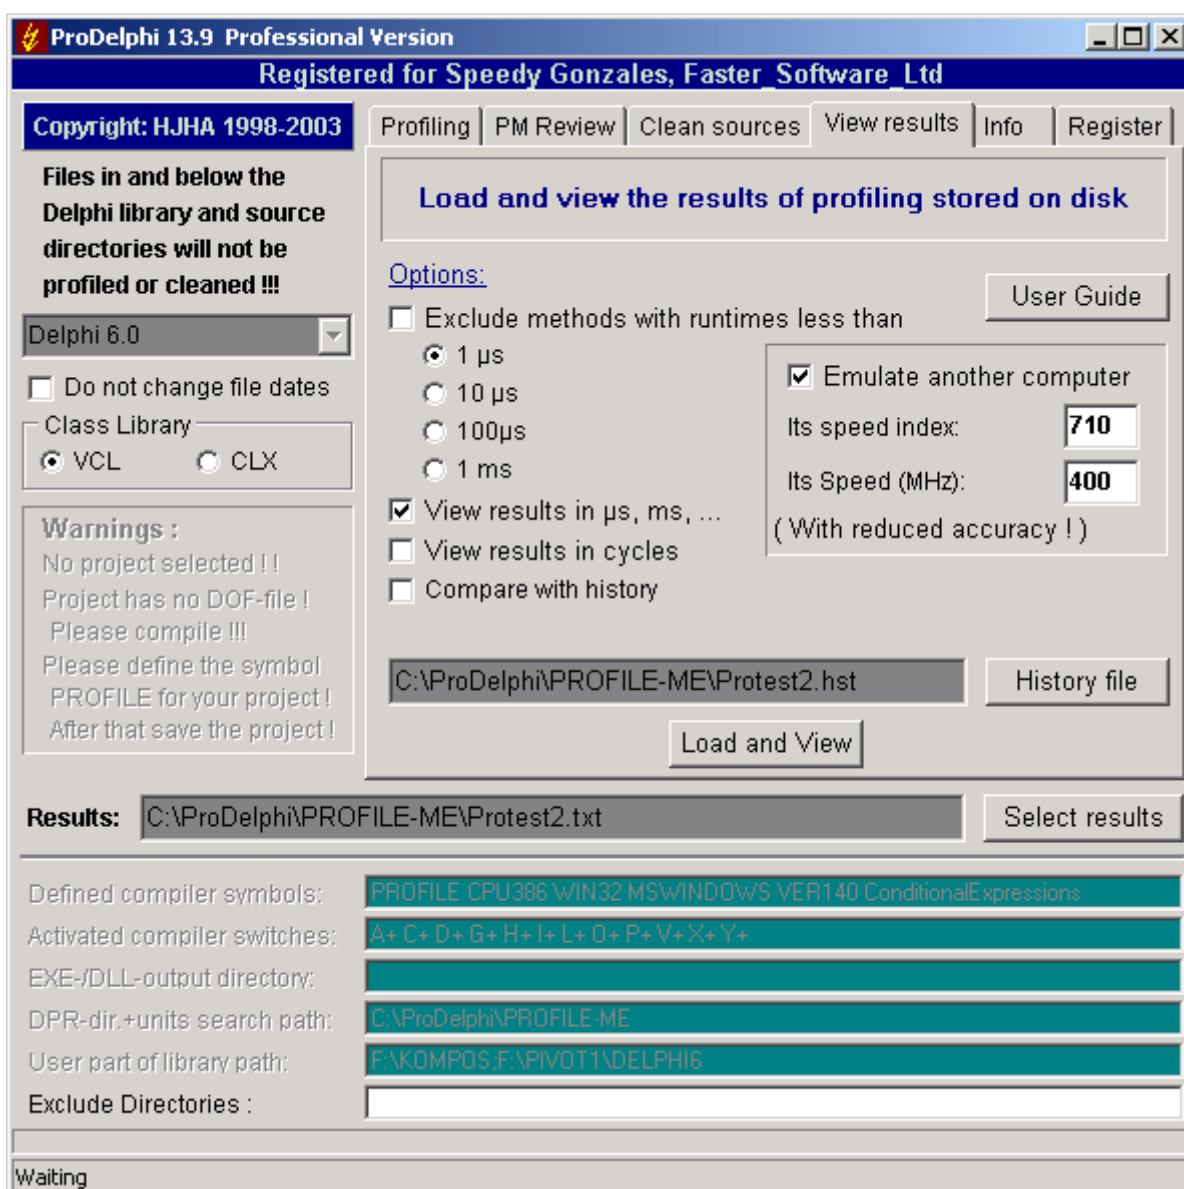 ProDelphi 13.9 Professional Version
Registered for Speedy Gonzales, Faster_Software_Ltd
Copyright: HJHA 1998-2003
Files in and below the
Delphi library and source
directories will not be
profiled or cleaned !!!
Delphi 6.0
Do not change file dates
Class Library
VCL CLX
Warnings :
No project selected ! !
Project has no DOF-file !
Please compile !!!
Please define the symbol
PROFILE for your project !
After that save the project !
Profiling PM Review Clean sources View results Info Register
Load and view the results of profiling stored on disk
Options:
User Guide
Exclude methods with runtimes less than
1 µs
10 µs
100µs
1 ms
Emulate another computer
Its speed index: 710
Its Speed (MHz): 400
( With reduced accuracy ! )
View results in µs, ms, ...
View results in cycles
Compare with history
C:\ProDelphi\PROFILE-ME\Protest2.hst History file
Load and View
Results: C:\ProDelphi\PROFILE-ME\Protest2.txt Select results
Defined compiler symbols: PROFILE CPU386 WIN32 MSWINDOWS VER140 ConditionalExpressions
Activated compiler switches: A+ C+ D+ G+ H+ I+ L+ O+ P+ V+ X+ Y+
EXE-/DLL-output directory:
DPR-dir.+units search path: C:\ProDelphi\PROFILE-ME
User part of library path: F:\KOMPOS;F:\PIVOT1\DELPHI6
Exclude Directories :
Waiting